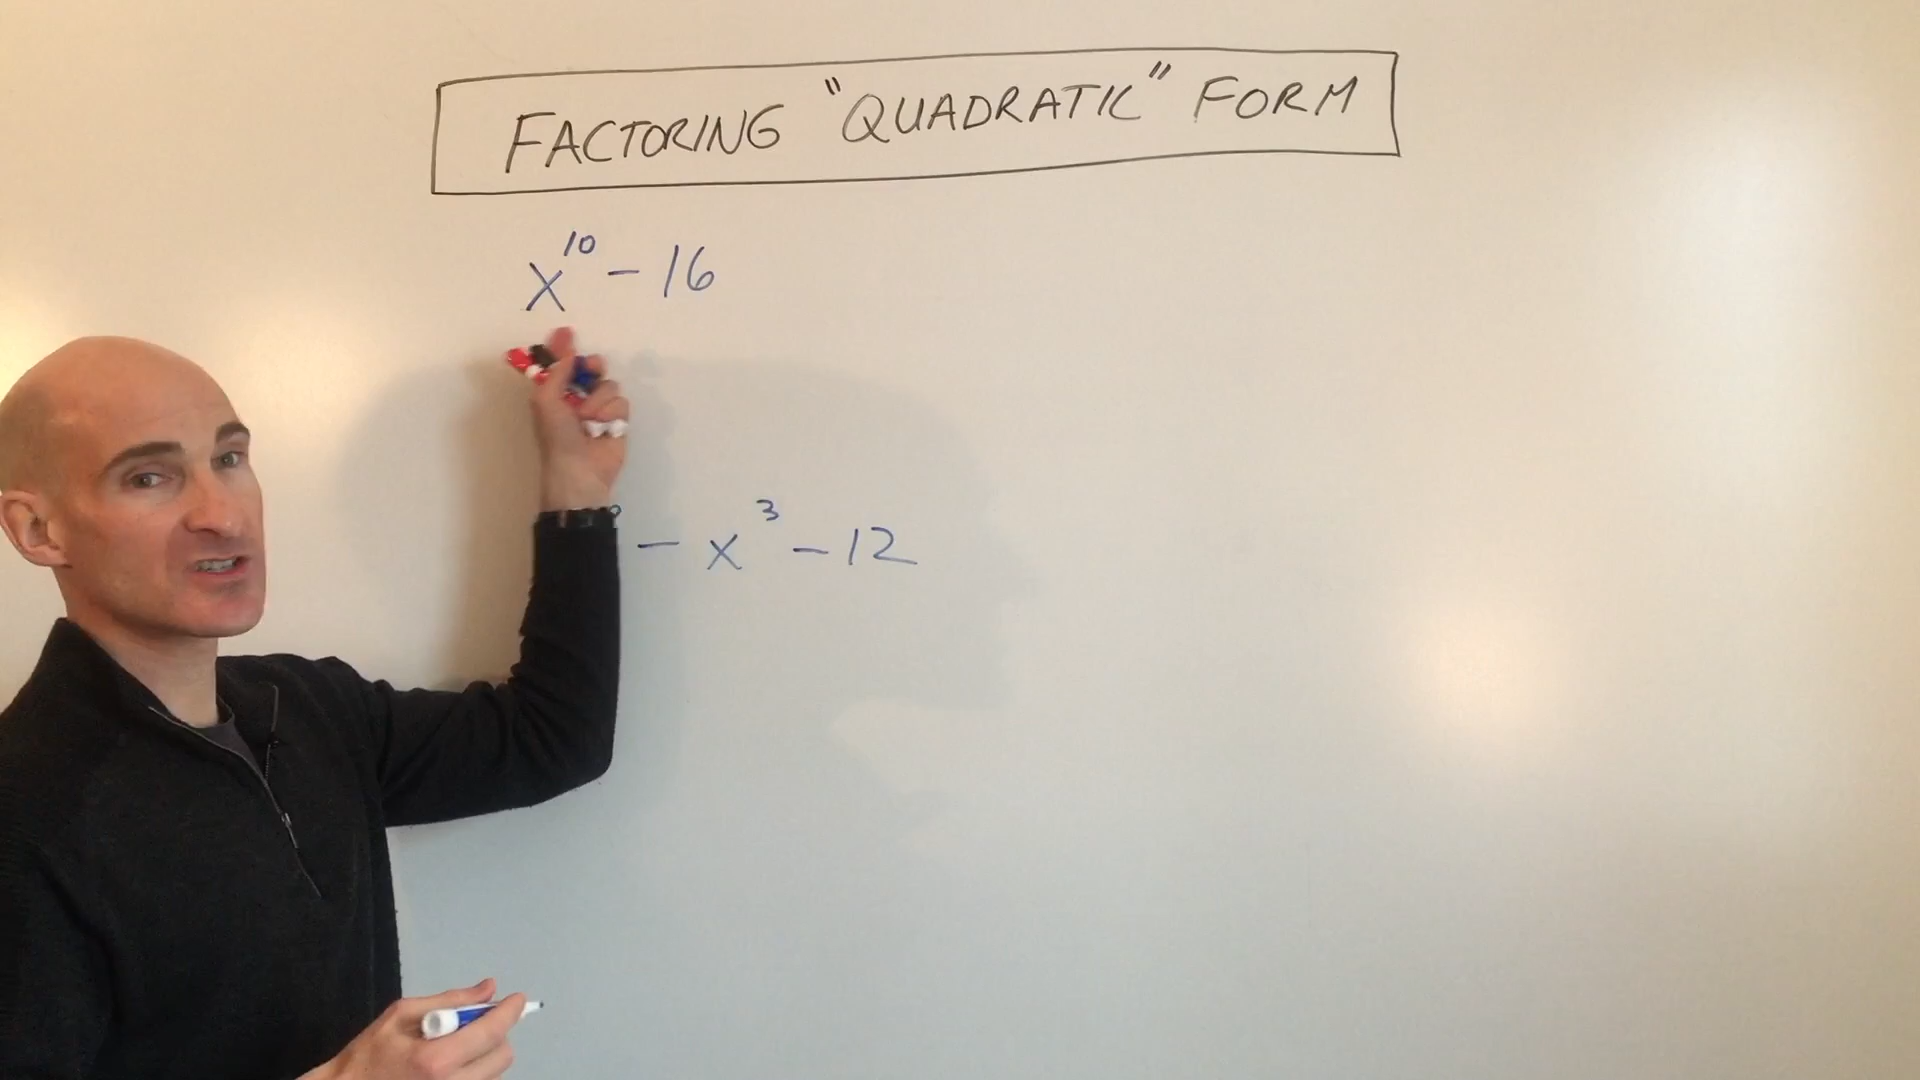 FACTORING "QUADRATIC" FORM
x¹⁰ - 16
- x³ - 12